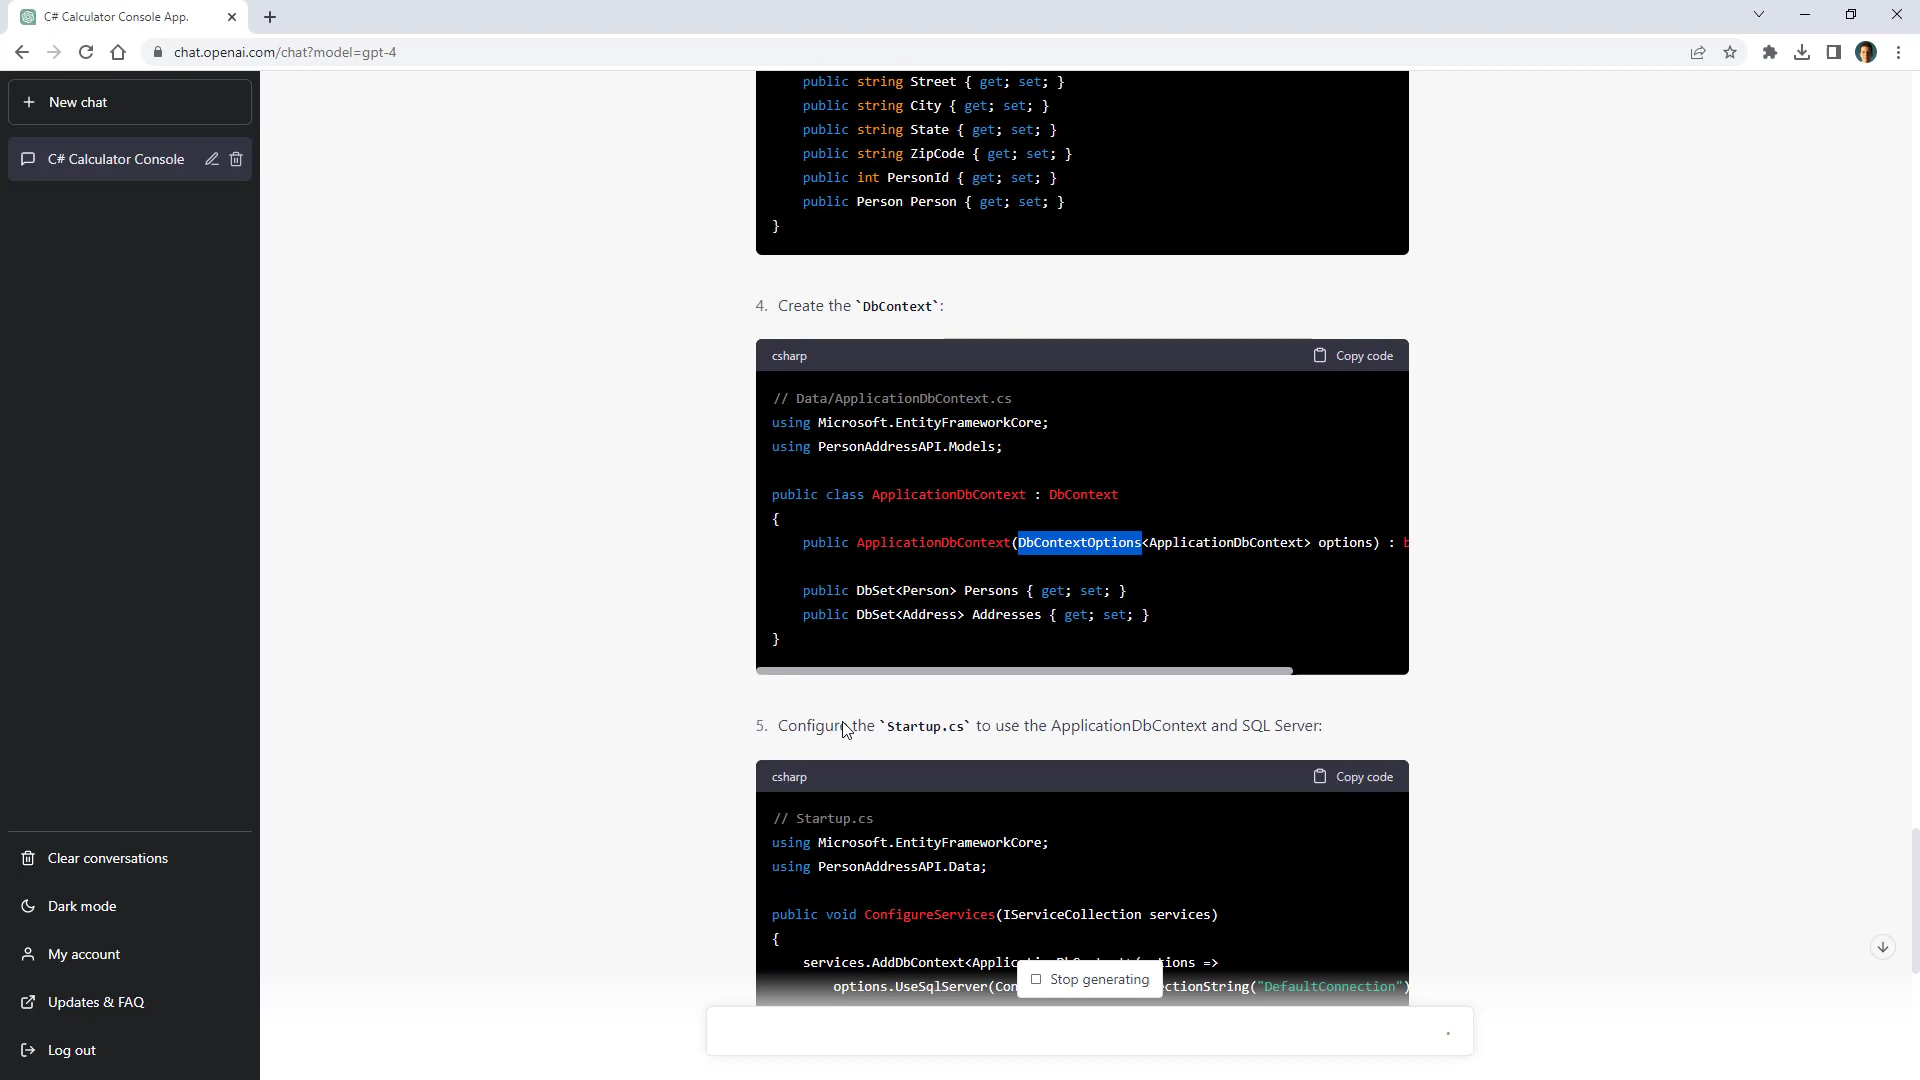 C# Calculator Console App.
chat.openai.com/chat?model=gpt-4
New chat
C# Calculator Console
Clear conversations
Dark mode
My account
Updates & FAQ
Log out
public string Street { get; set; }
public string City { get; set; }
public string State { get; set; }
public string ZipCode { get; set; }
public int PersonId { get; set; }
public Person Person { get; set; }
}
4. Create the `DbContext`:
csharp
Copy code
// Data/ApplicationDbContext.cs
using Microsoft.EntityFrameworkCore;
using PersonAddressAPI.Models;
public class ApplicationDbContext : DbContext
{
public ApplicationDbContext(DbContextOptions<ApplicationDbContext> options) :
public DbSet<Person> Persons { get; set; }
public DbSet<Address> Addresses { get; set; }
}
5. Configure the `Startup.cs` to use the ApplicationDbContext and SQL Server:
csharp
Copy code
// Startup.cs
using Microsoft.EntityFrameworkCore;
using PersonAddressAPI.Data;
public void ConfigureServices(IServiceCollection services)
{
services.AddDbContext<Applic tions =>
options.UseSqlServer(Con ctionString("DefaultConnection")
Stop generating